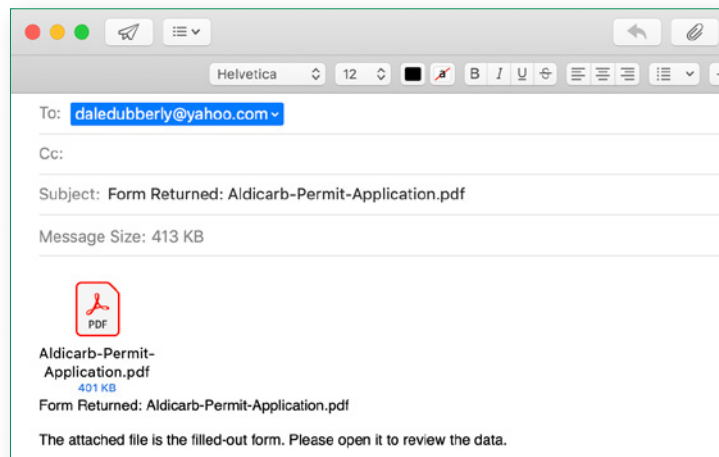 Helvetica 12 a B I U S
To: daledubberly@yahoo.com
Cc:
Subject: Form Returned: Aldicarb-Permit-Application.pdf
Message Size: 413 KB
PDF
Aldicarb-Permit-
Application.pdf
401 KB
Form Returned: Aldicarb-Permit-Application.pdf
The attached file is the filled-out form. Please open it to review the data.